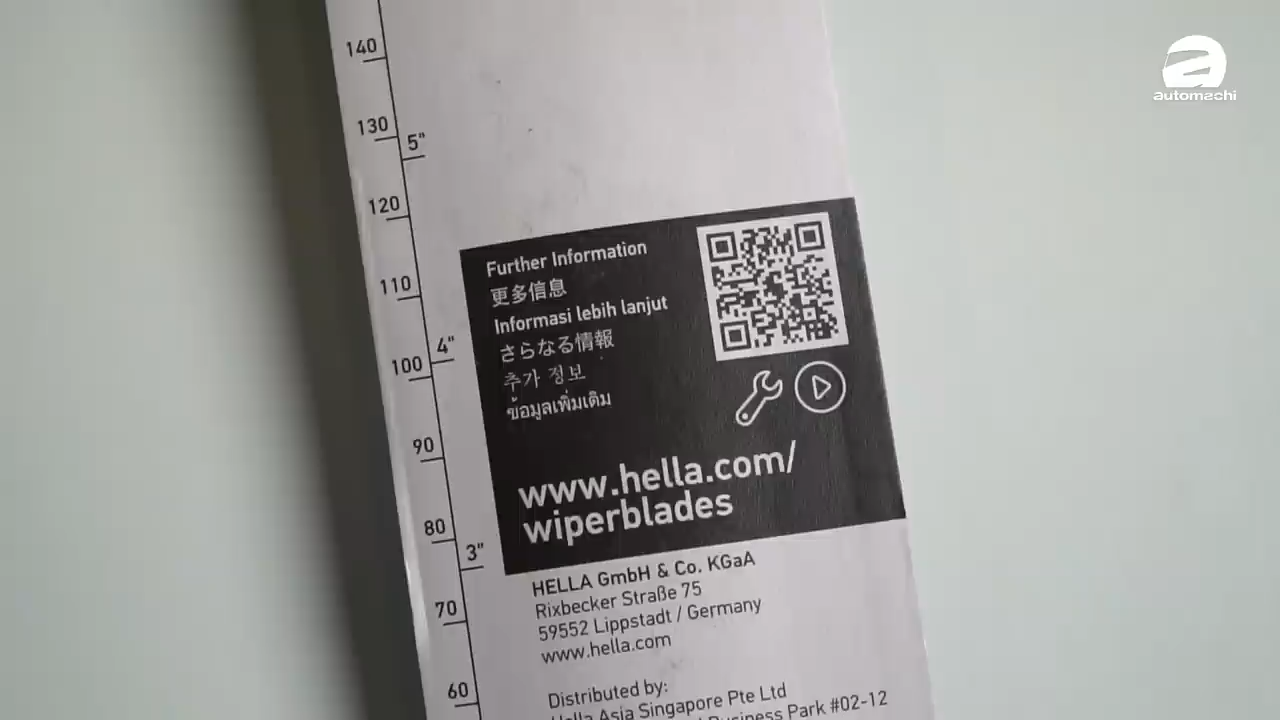 automachi
140
130
5"
120
110
4"
100
90
80
3"
70
60
Further Information
更多信息
Informasi lebih lanjut
さらなる情報
추가 정보
ข้อมูลเพิ่มเติม
www.hella.com/
wiperblades
HELLA GmbH & Co. KGaA
Rixbecker Straße 75
59552 Lippstadt / Germany
www.hella.com
Distributed by:
Hella Asia Singapore Pte Ltd
Business Park #02-12